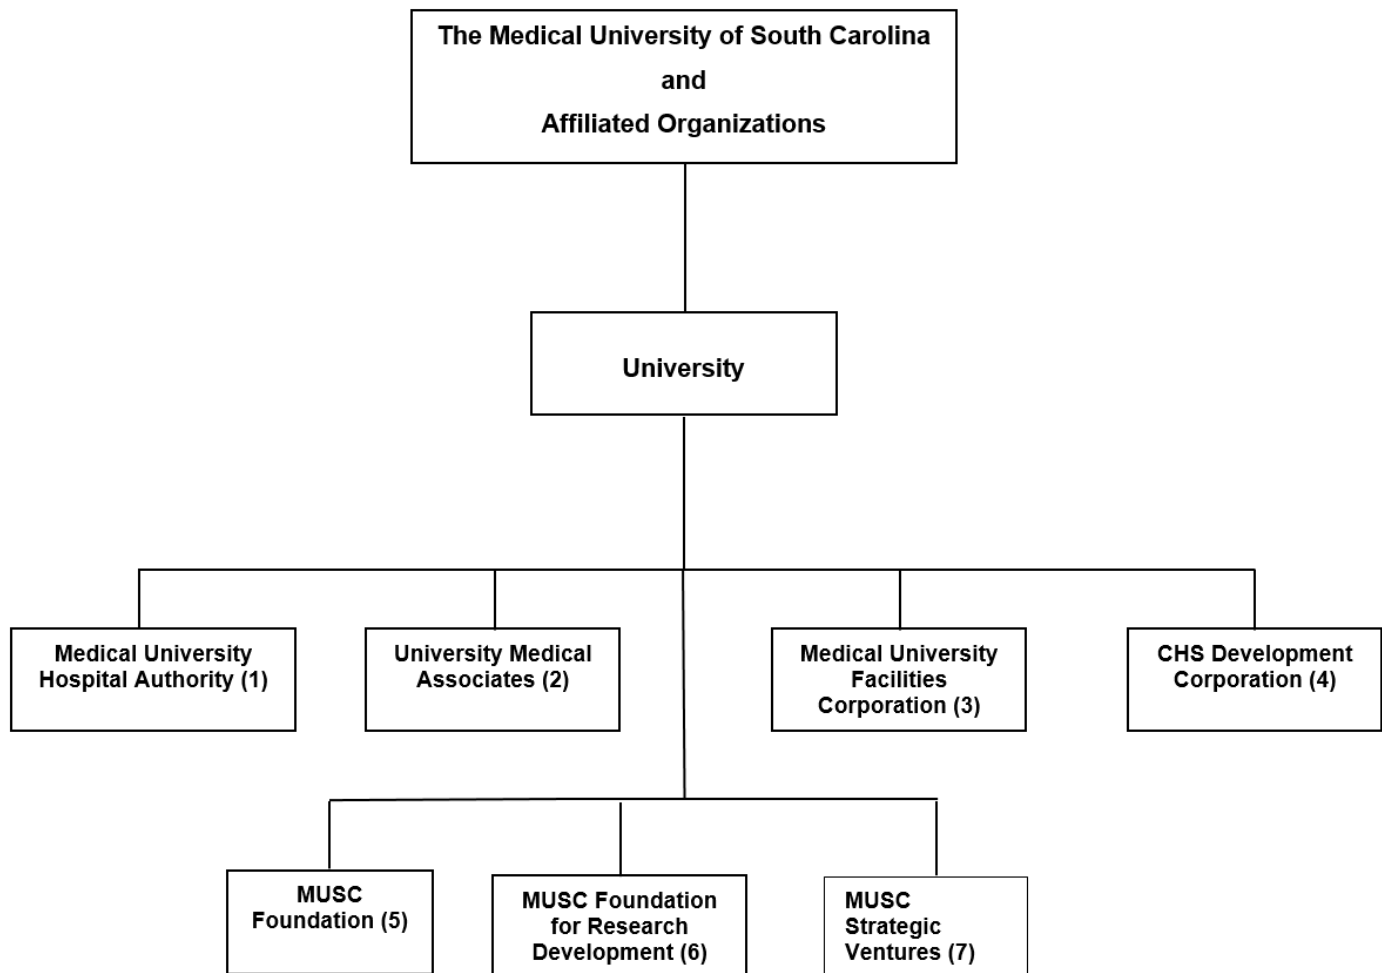 The Medical University of South Carolina
and
Affiliated Organizations
University
Medical University
Hospital Authority (1)
University Medical
Associates (2)
Medical University
Facilities
Corporation (3)
CHS Development
Corporation (4)
MUSC
Foundation (5)
MUSC Foundation
for Research
Development (6)
MUSC
Strategic
Ventures (7)